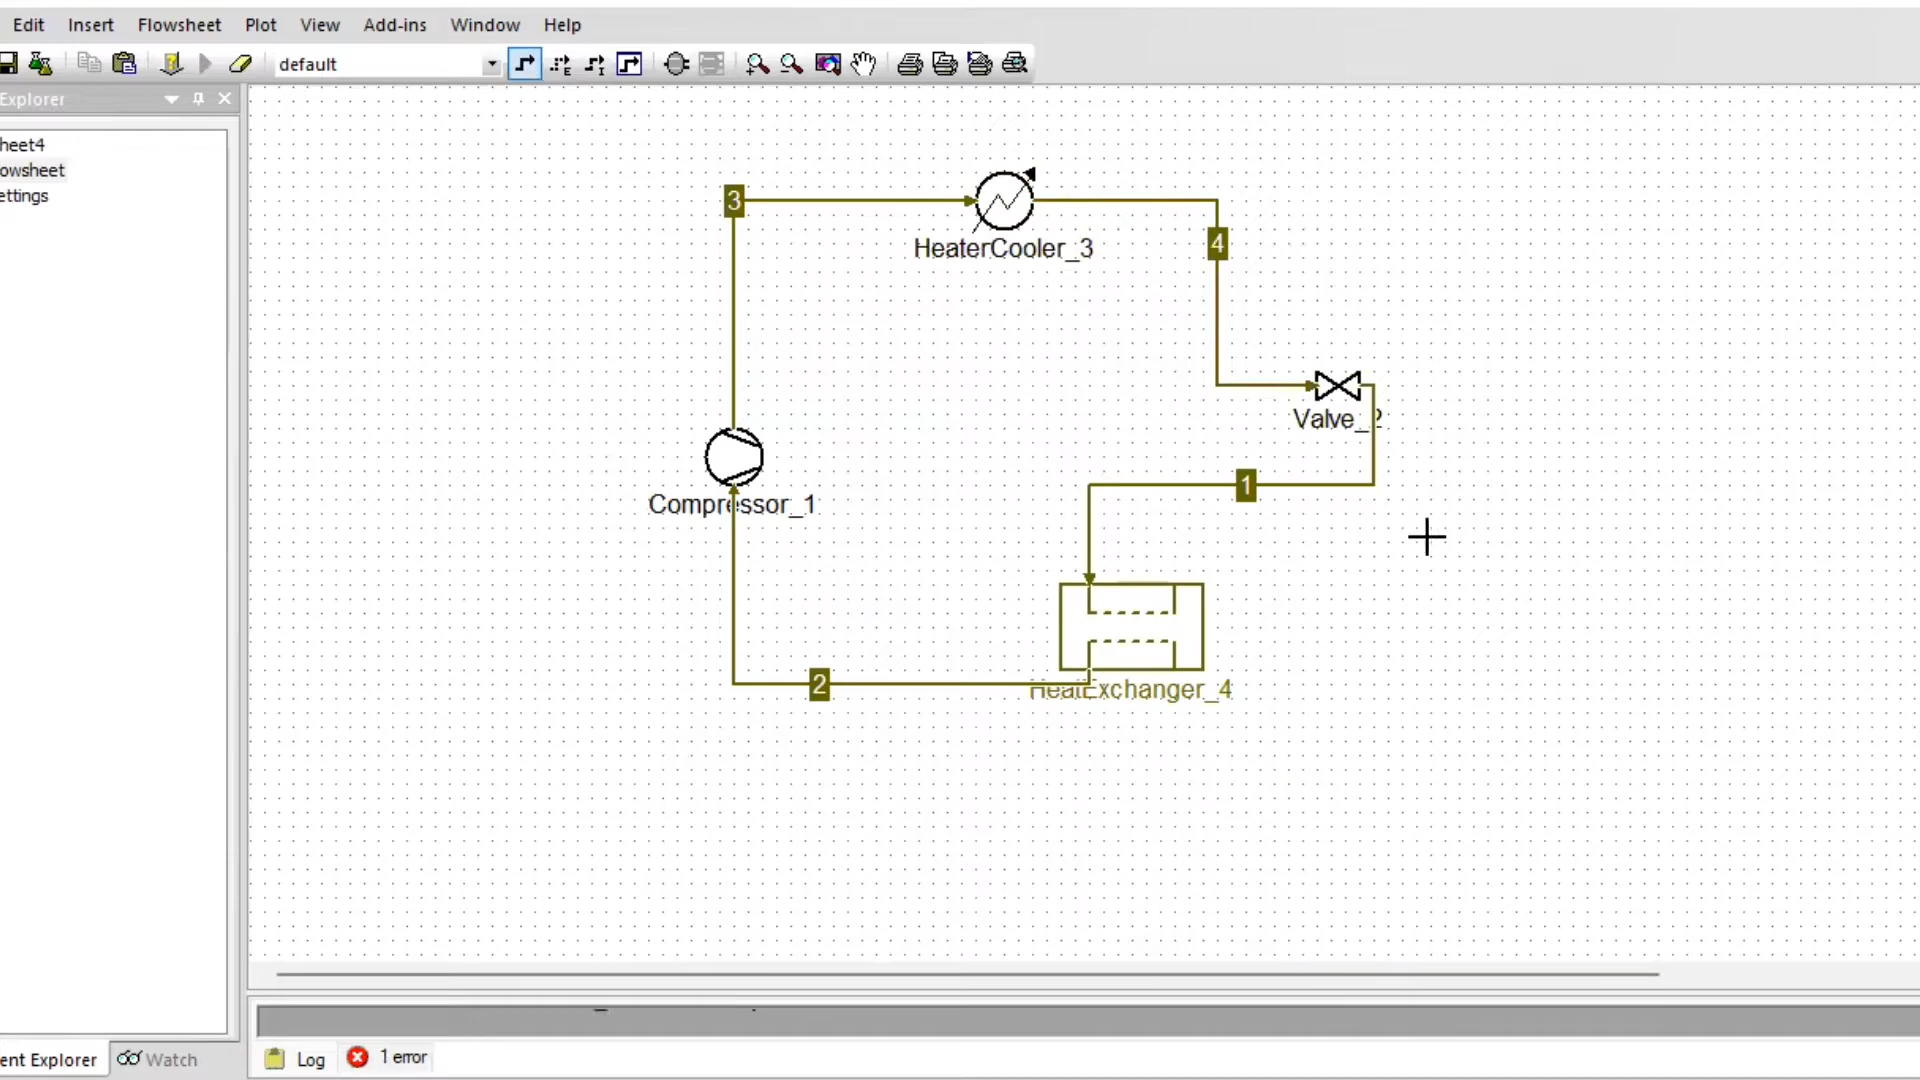 Edit Insert Flowsheet Plot View Add-ins Window Help
default
Explorer
heet4
owsheet
ettings
3
HeaterCooler_3
4
Valve_2
1
Compressor_1
2
HeatExchanger_4
ent Explorer Watch
Log 1 error